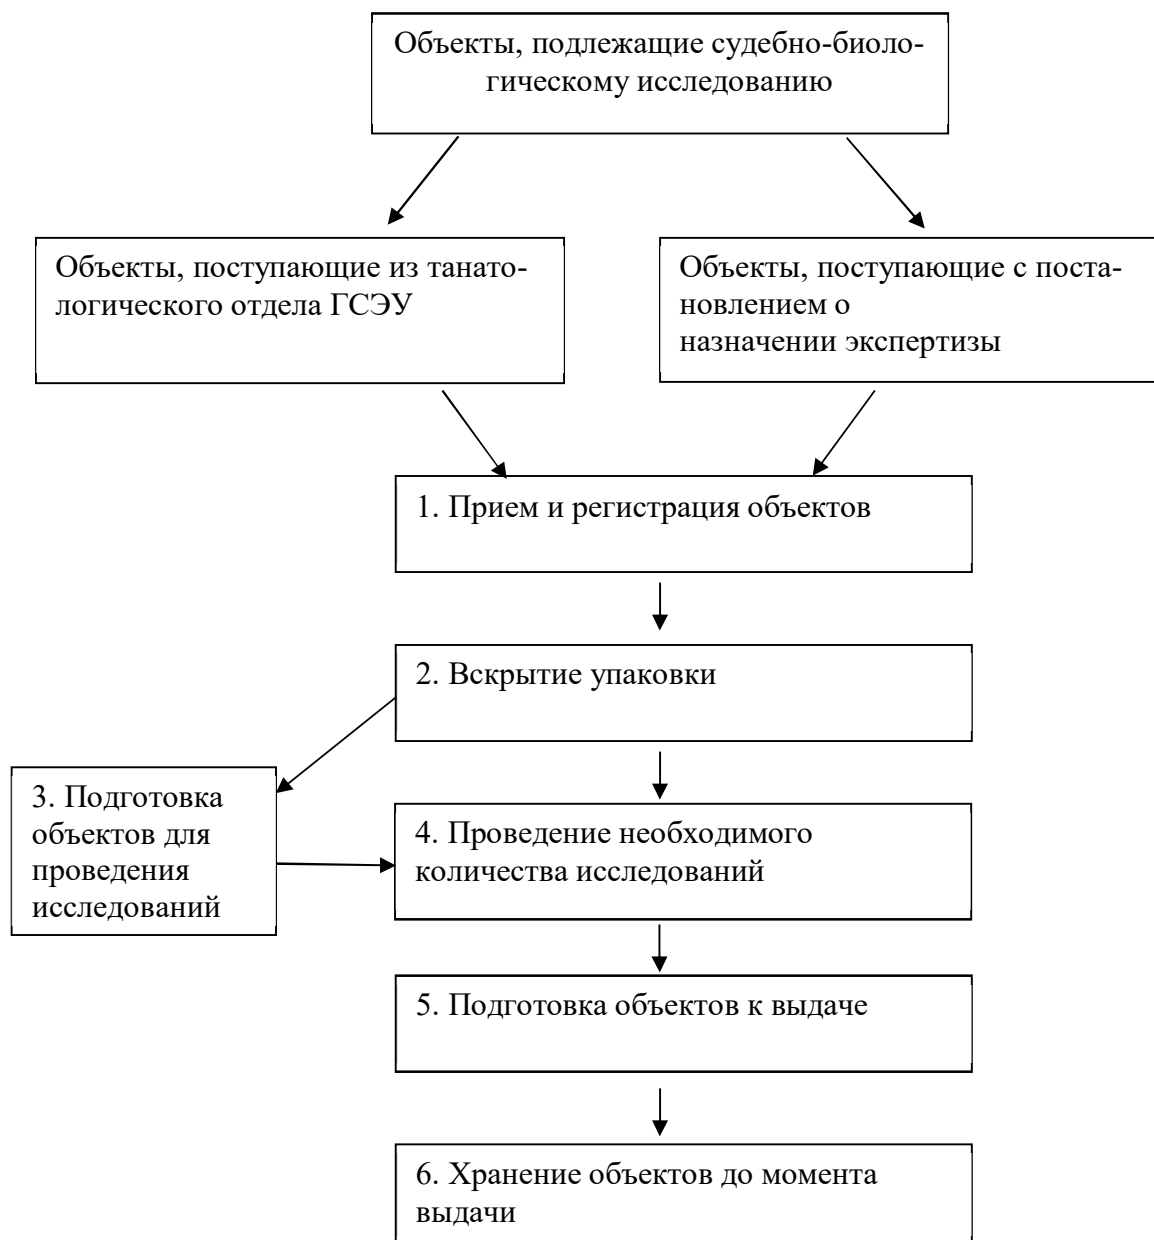 Объекты, подлежащие судебно-биоло-
гическому исследованию
Объекты, поступающие из танато-
логического отдела ГСЭУ
Объекты, поступающие с поста-
новлением о
назначении экспертизы
1. Прием и регистрация объектов
2. Вскрытие упаковки
3. Подготовка
объектов для
проведения
исследований
4. Проведение необходимого
количества исследований
5. Подготовка объектов к выдаче
6. Хранение объектов до момента
выдачи